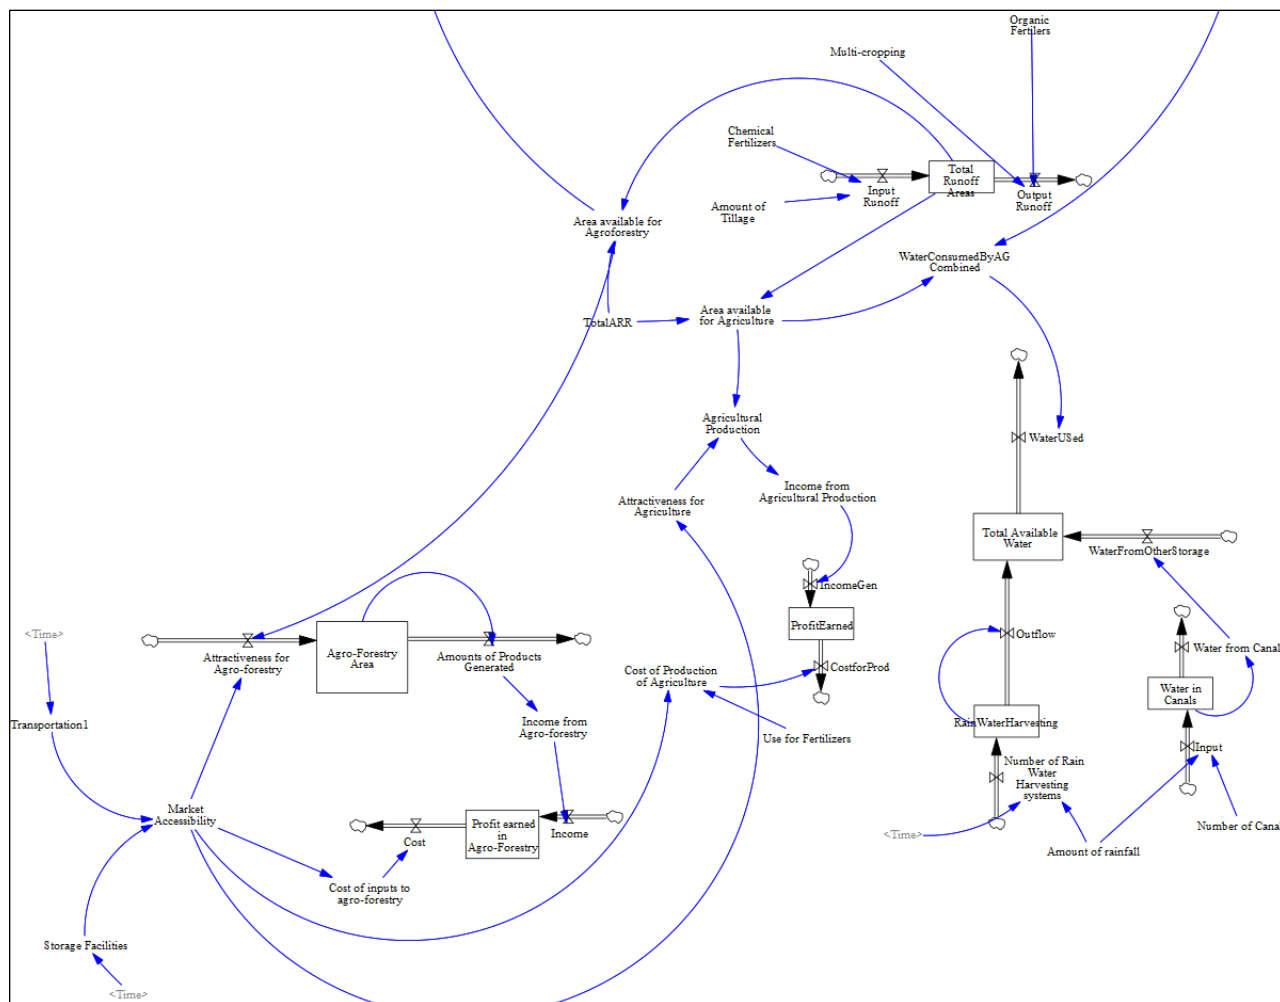 Organic
Fertilers
Multi-cropping
Chemical
Fertilizers
Total
Runoff
Areas
Input
Runoff
Output
Runoff
Amount of
Tillage
Area available for
Agroforestry
WaterConsumedByAG
Combined
TotalARR
Area available
for Agriculture
Agricultural
Production
WaterUSed
Income from
Agricultural Production
Attractiveness for
Agriculture
Total Available
Water
WaterFromOtherStorage
IncomeGen
ProfitEarned
<Time>
Agro-Forestry
Area
Attractiveness for
Agro-forestry
Amounts of Products
Generated
Outflow
Water from Canal
Cost of Production
of Agriculture
CostforProd
Water in
Canals
Transportation1
Income from
Agro-forestry
RainWaterHarvesting
Use for Fertilizers
Input
Number of Rain
Water
Harvesting
systems
Market
Accessibility
Profit earned
in
Agro-Forestry
Income
Cost
<Time>
Number of Canal
Amount of rainfall
Cost of inputs to
agro-forestry
Storage Facilities
<Time>